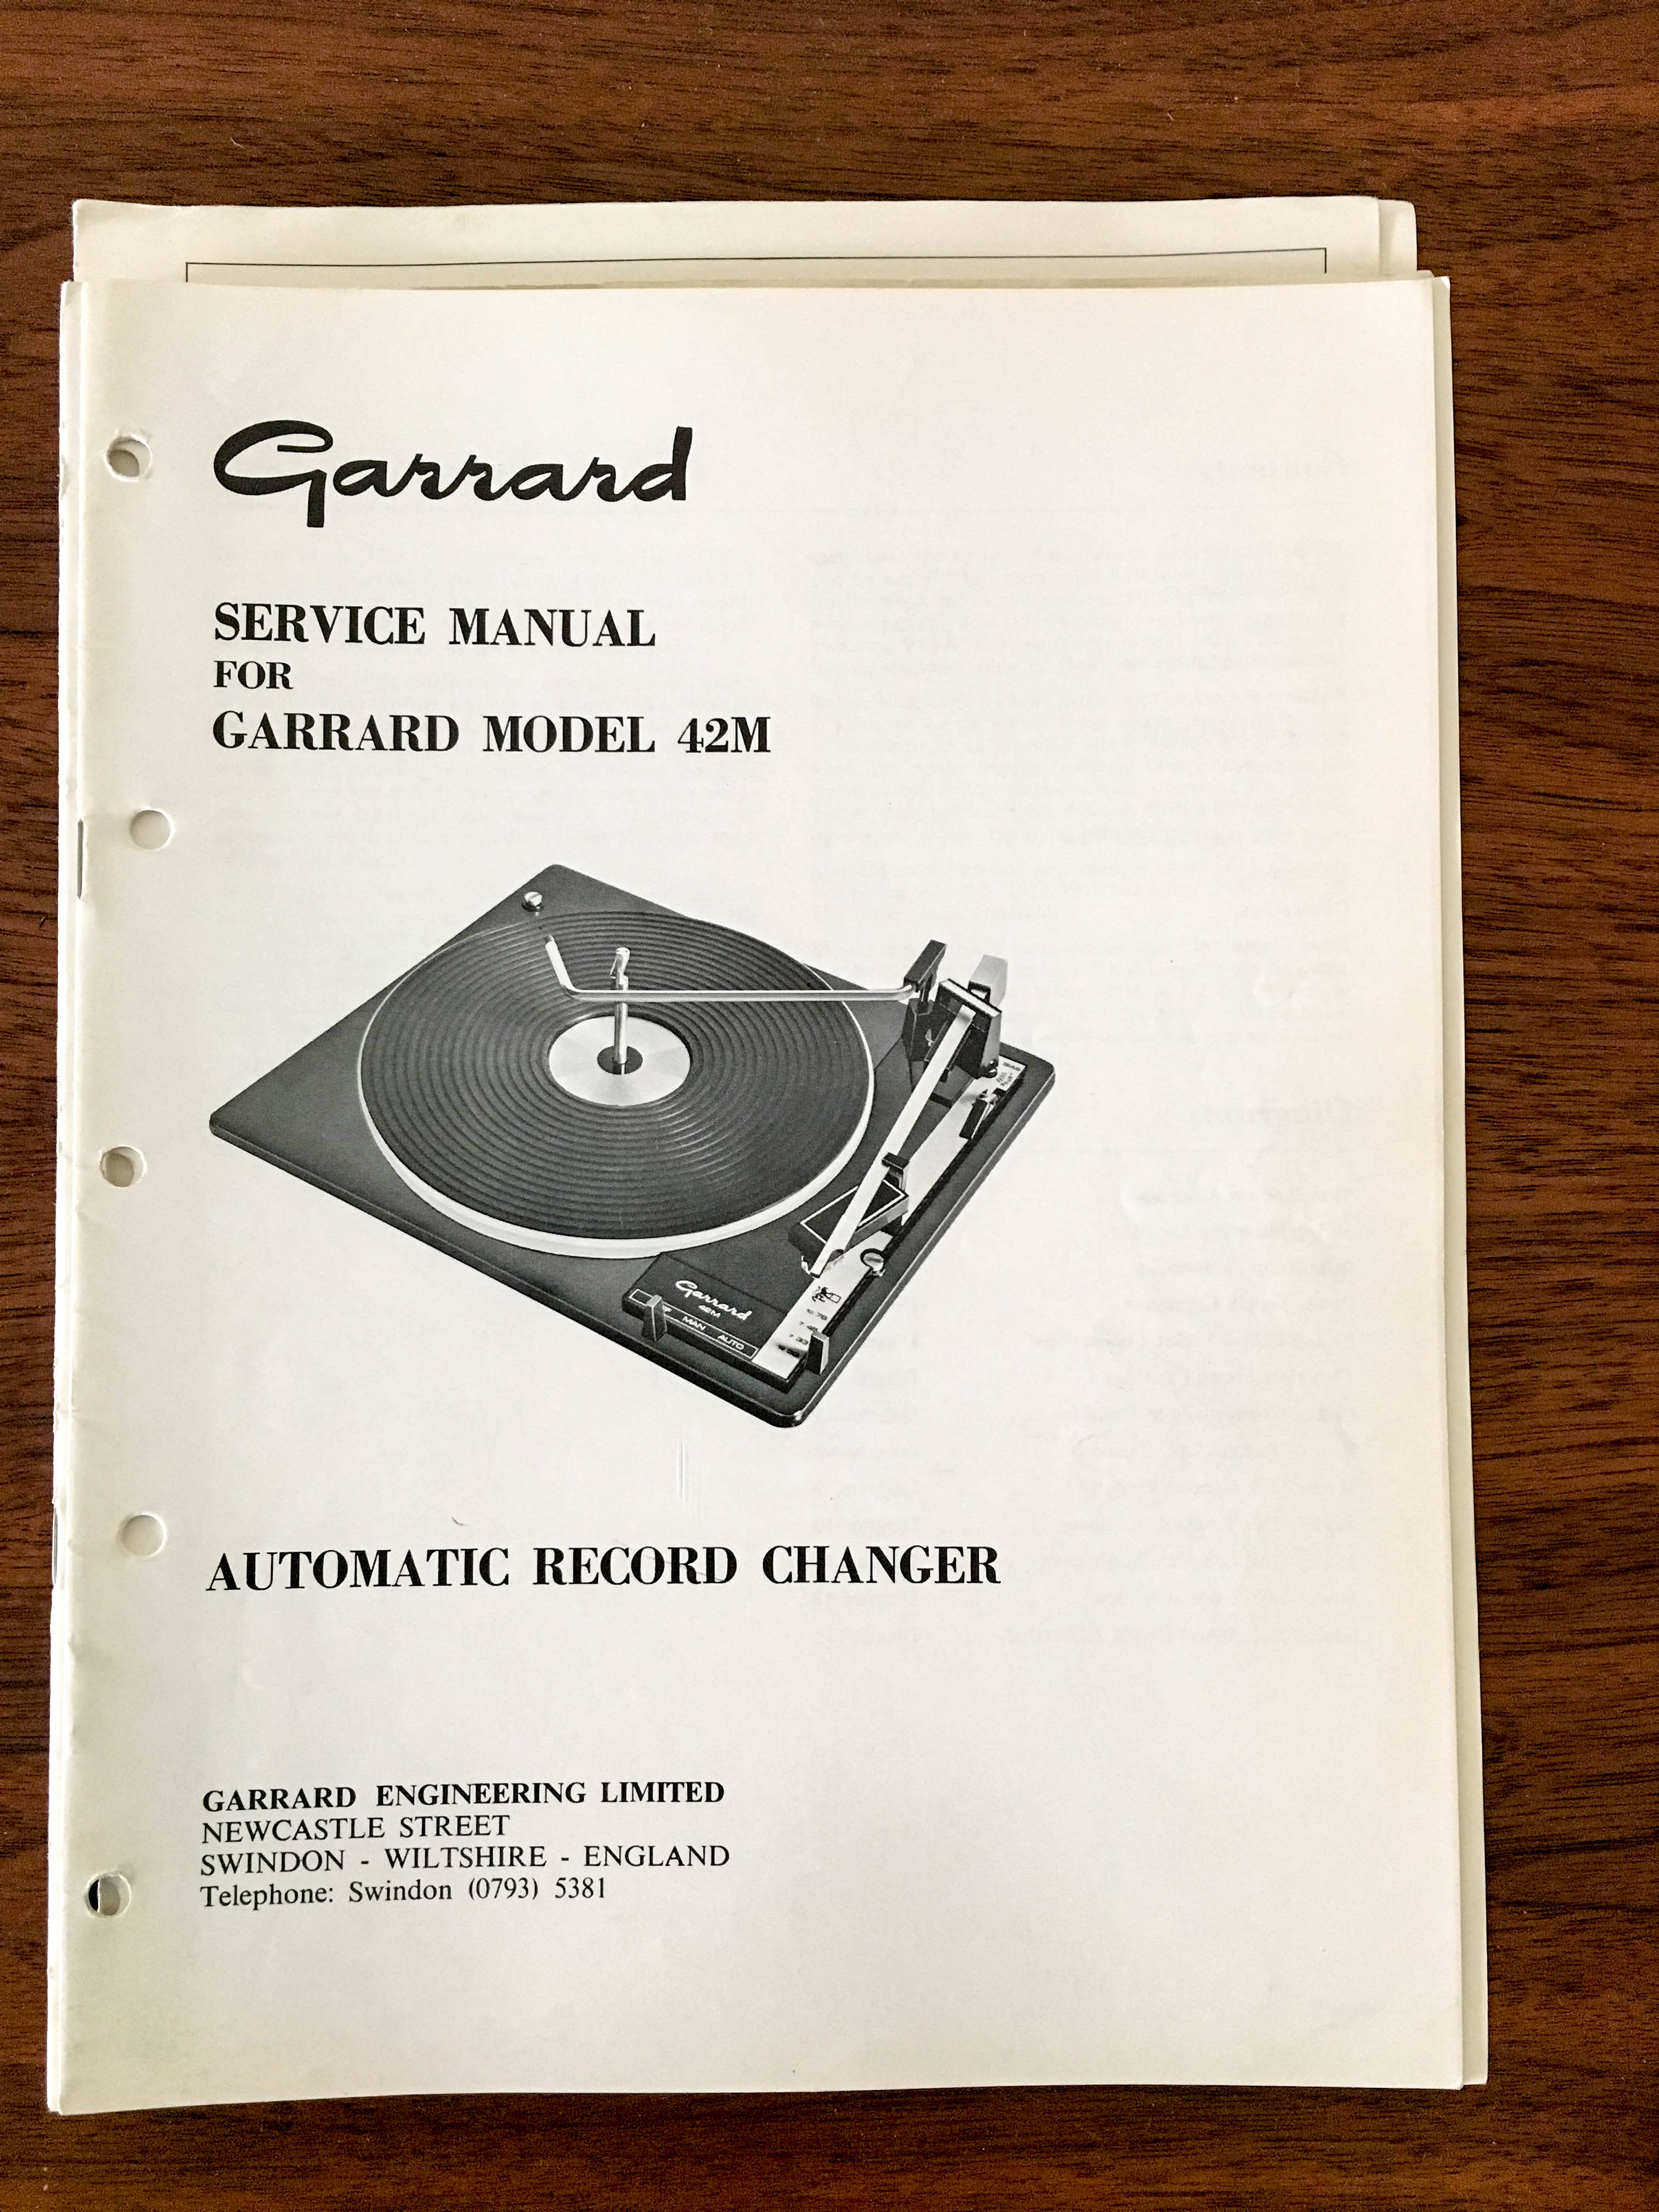 Garrard
SERVICE MANUAL
FOR
GARRARD MODEL 42M
Garrard
42M
MAN AUTO
AUTOMATIC RECORD CHANGER
GARRARD ENGINEERING LIMITED
NEWCASTLE STREET
SWINDON - WILTSHIRE - ENGLAND
Telephone: Swindon (0793) 5381